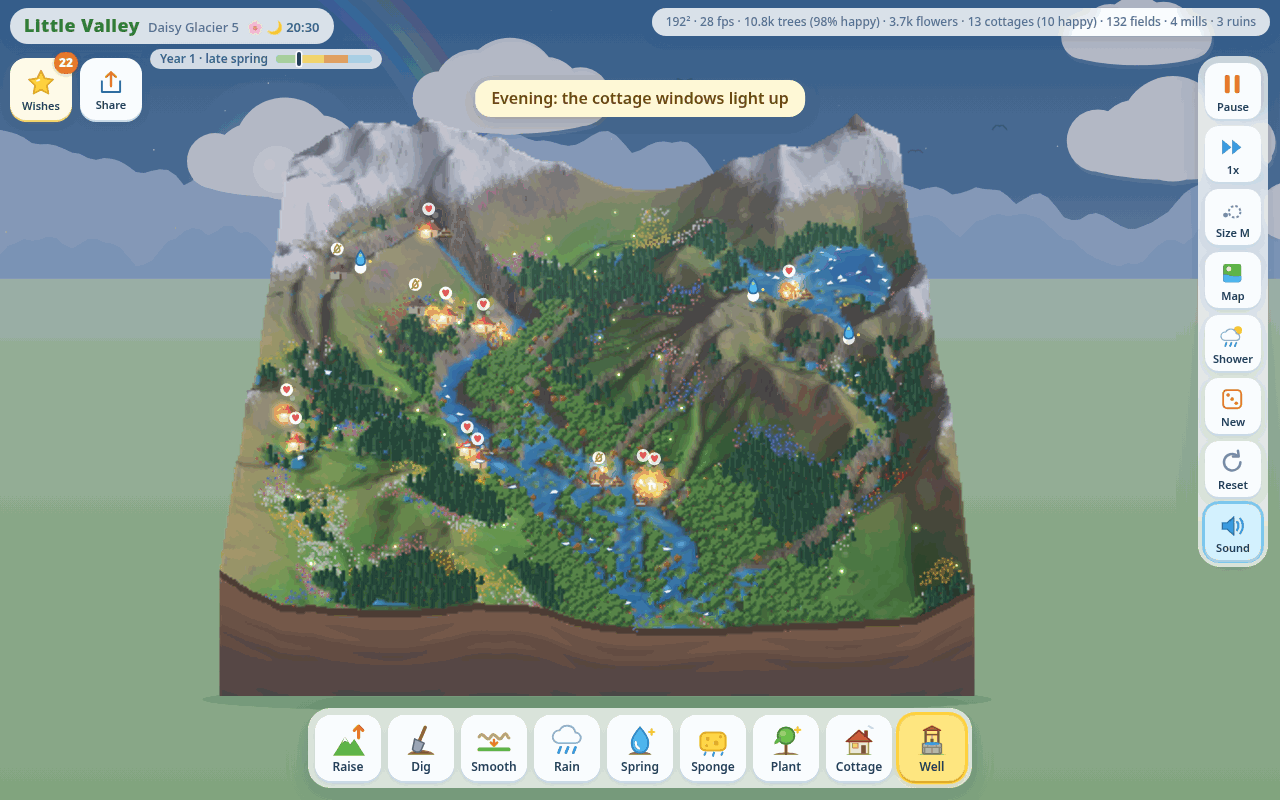 Little Valley Daisy Glacier 5 20:30
192² · 28 fps · 10.8k trees (98% happy) · 3.7k flowers · 13 cottages (10 happy) · 132 fields · 4 mills · 3 ruins
Year 1 · late spring
22
Wishes
Share
Evening: the cottage windows light up
Pause
1x
Size M
Map
Shower
New
Reset
Sound
Raise
Dig
Smooth
Rain
Spring
Sponge
Plant
Cottage
Well